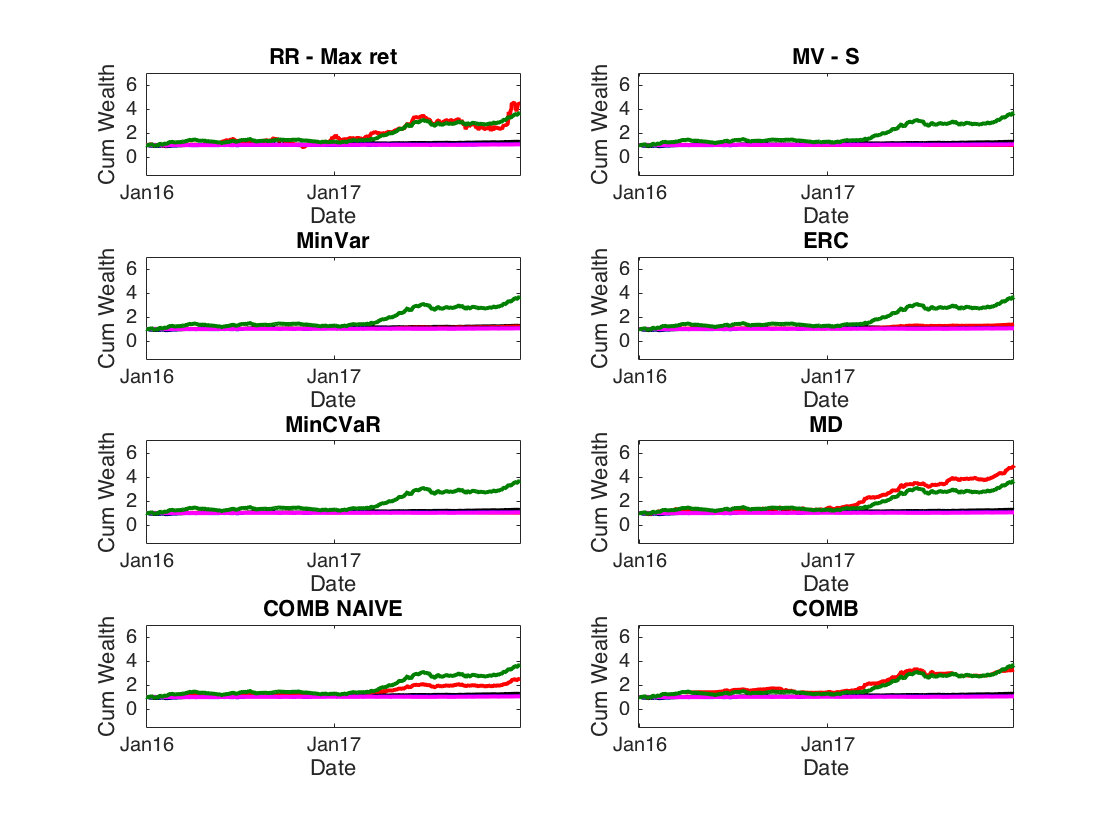 RR - Max ret
Cum Wealth
6
4
2
0
Jan16 Jan17
Date
MV - S
Cum Wealth
6
4
2
0
Jan16 Jan17
Date
MinVar
Cum Wealth
6
4
2
0
Jan16 Jan17
Date
ERC
Cum Wealth
6
4
2
0
Jan16 Jan17
Date
MinCVaR
Cum Wealth
6
4
2
0
Jan16 Jan17
Date
MD
Cum Wealth
6
4
2
0
Jan16 Jan17
Date
COMB NAIVE
Cum Wealth
6
4
2
0
Jan16 Jan17
Date
COMB
Cum Wealth
6
4
2
0
Jan16 Jan17
Date